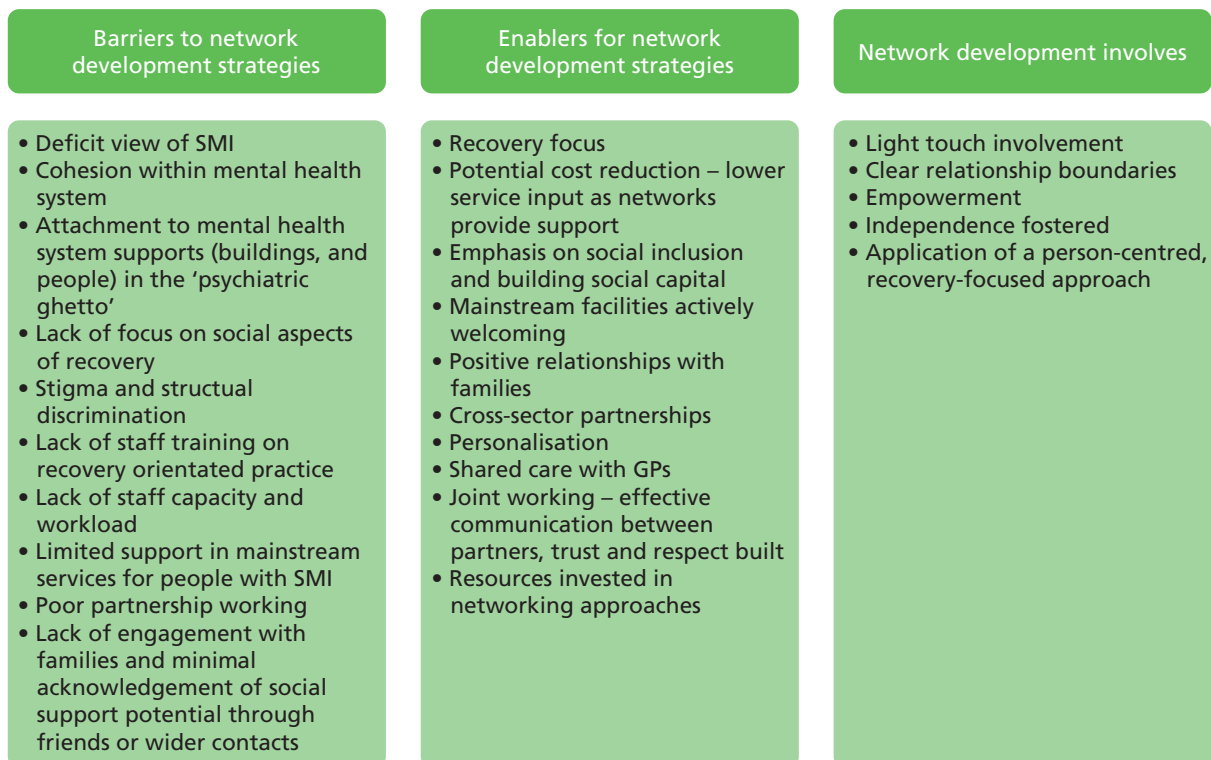 Barriers to network
development strategies
• Deficit view of SMI
• Cohesion within mental health
system
• Attachment to mental health
system supports (buildings, and
people) in the ‘psychiatric
ghetto’
• Lack of focus on social aspects
of recovery
• Stigma and structual
discrimination
• Lack of staff training on
recovery orientated practice
• Lack of staff capacity and
workload
• Limited support in mainstream
services for people with SMI
• Poor partnership working
• Lack of engagement with
families and minimal
acknowledgement of social
support potential through
friends or wider contacts
Enablers for network
development strategies
• Recovery focus
• Potential cost reduction – lower
service input as networks
provide support
• Emphasis on social inclusion
and building social capital
• Mainstream facilities actively
welcoming
• Positive relationships with
families
• Cross-sector partnerships
• Personalisation
• Shared care with GPs
• Joint working – effective
communication between
partners, trust and respect built
• Resources invested in
networking approaches
Network development involves
• Light touch involvement
• Clear relationship boundaries
• Empowerment
• Independence fostered
• Application of a person-centred,
recovery-focused approach